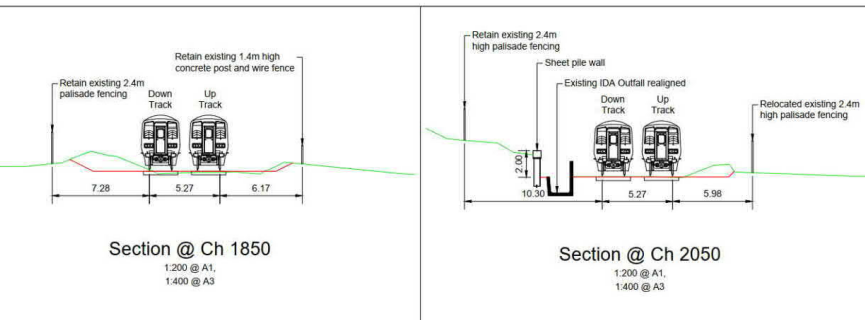 Retain existing 2.4m
palisade fencing
Down
Track
Up
Track
Retain existing 1.4m high
concrete post and wire fence
7.28
5.27
6.17
Section @ Ch 1850
1:200 @ A1,
1:400 @ A3
Retain existing 2.4m
high palisade fencing
Sheet pile wall
Existing IDA Outfall realigned
Down
Track
Up
Track
Relocated existing 2.4m
high palisade fencing
2.00
10.30
5.27
5.98
Section @ Ch 2050
1:200 @ A1,
1:400 @ A3